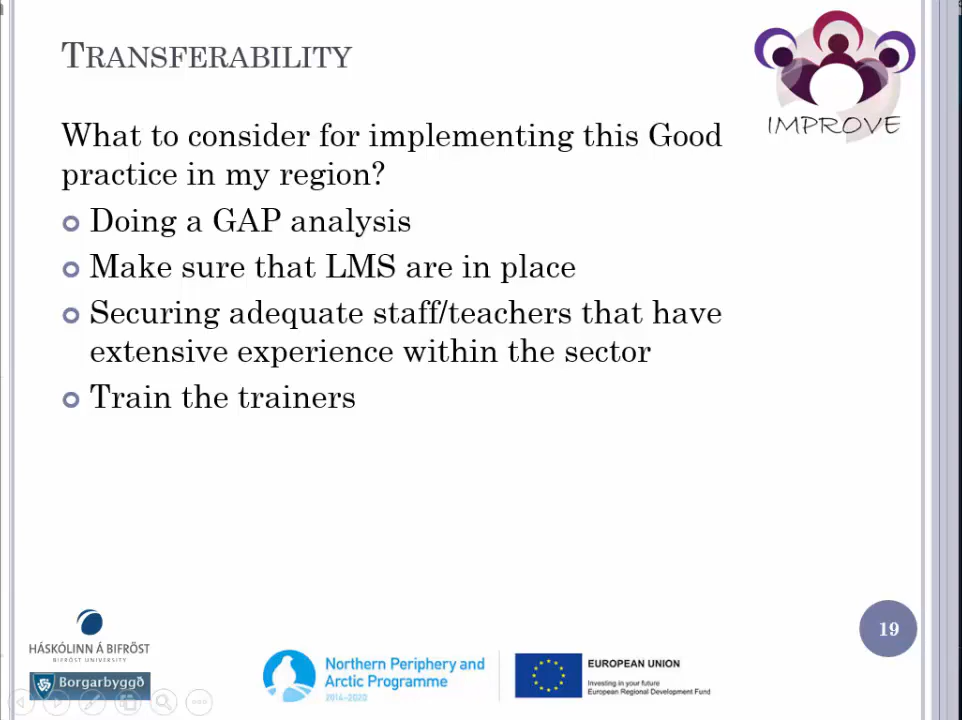 TRANSFERABILITY
IMPROVE
What to consider for implementing this Good
practice in my region?
Doing a GAP analysis
Make sure that LMS are in place
Securing adequate staff/teachers that have
extensive experience within the sector
Train the trainers
19
HÁSKÓLINN Á BIFRÖST
BIFRÖST UNIVERSITY
Borgarbyggð
Northern Periphery and
Arctic Programme
2014–2020
EUROPEAN UNION
Investing in your future
European Regional Development Fund